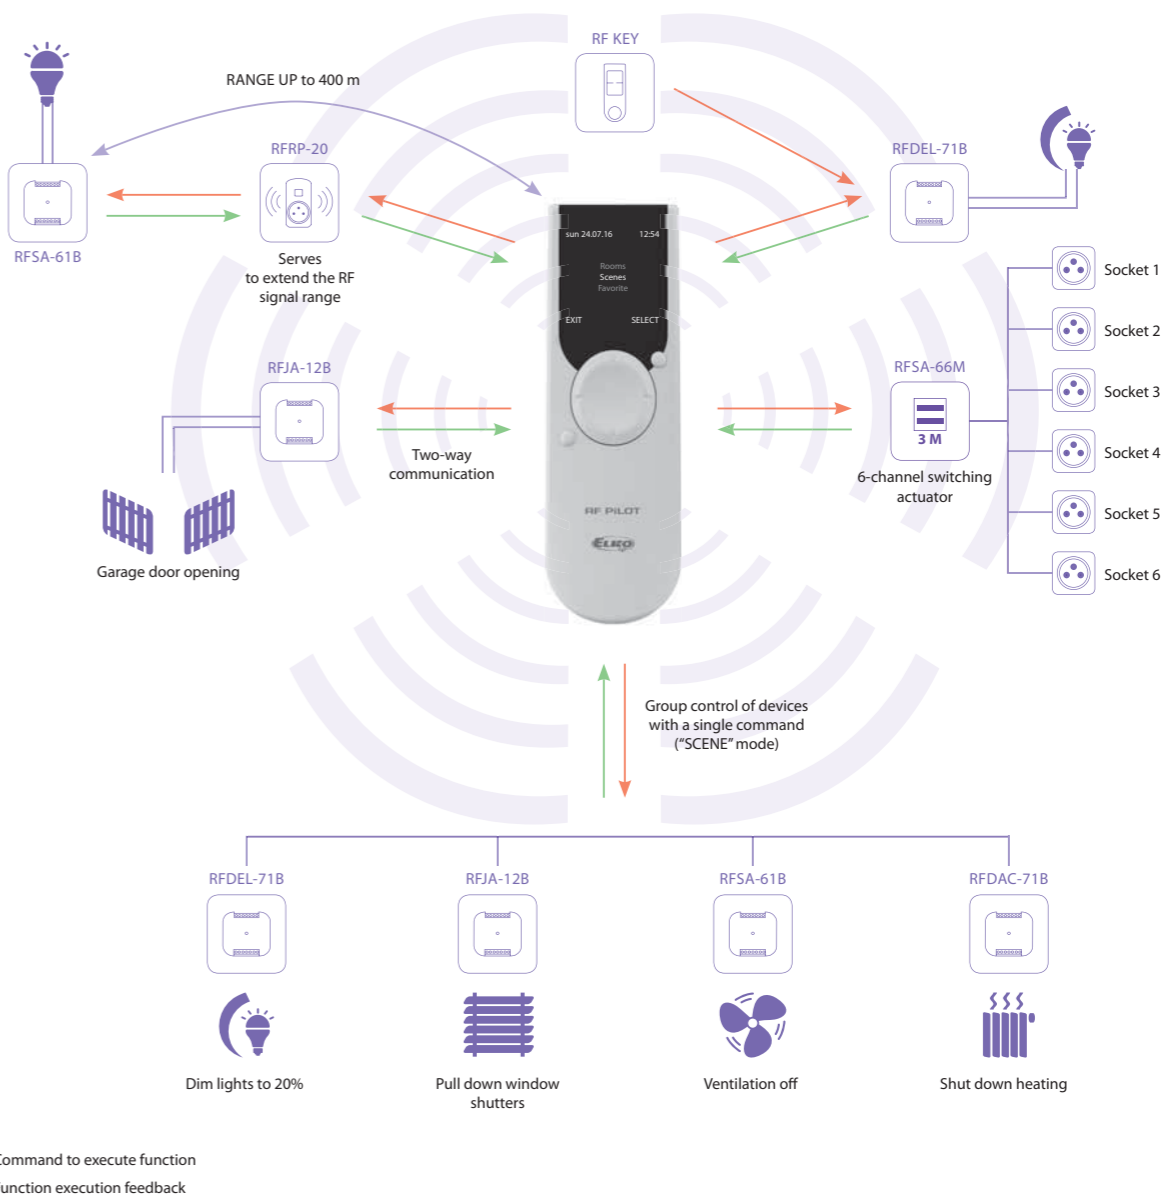 RF KEY
RANGE UP to 400 m
RFRP-20
RFDEL-71B
RFSA-61B
Serves
to extend the RF
signal range
sun 24.07.16 12:54
Rooms
Scenes
Favorite
EXIT SELECT
Socket 1
Socket 2
Socket 3
Socket 4
Socket 5
Socket 6
RFJA-12B
RFSA-66M
3 M
Two-way
communication
6-channel switching
actuator
Garage door opening
RF PILOT
ELKO
Group control of devices
with a single command
("SCENE" mode)
RFDEL-71B
RFJA-12B
RFSA-61B
RFDAC-71B
Dim lights to 20%
Pull down window
shutters
Ventilation off
Shut down heating
Command to execute function
unction execution feedback